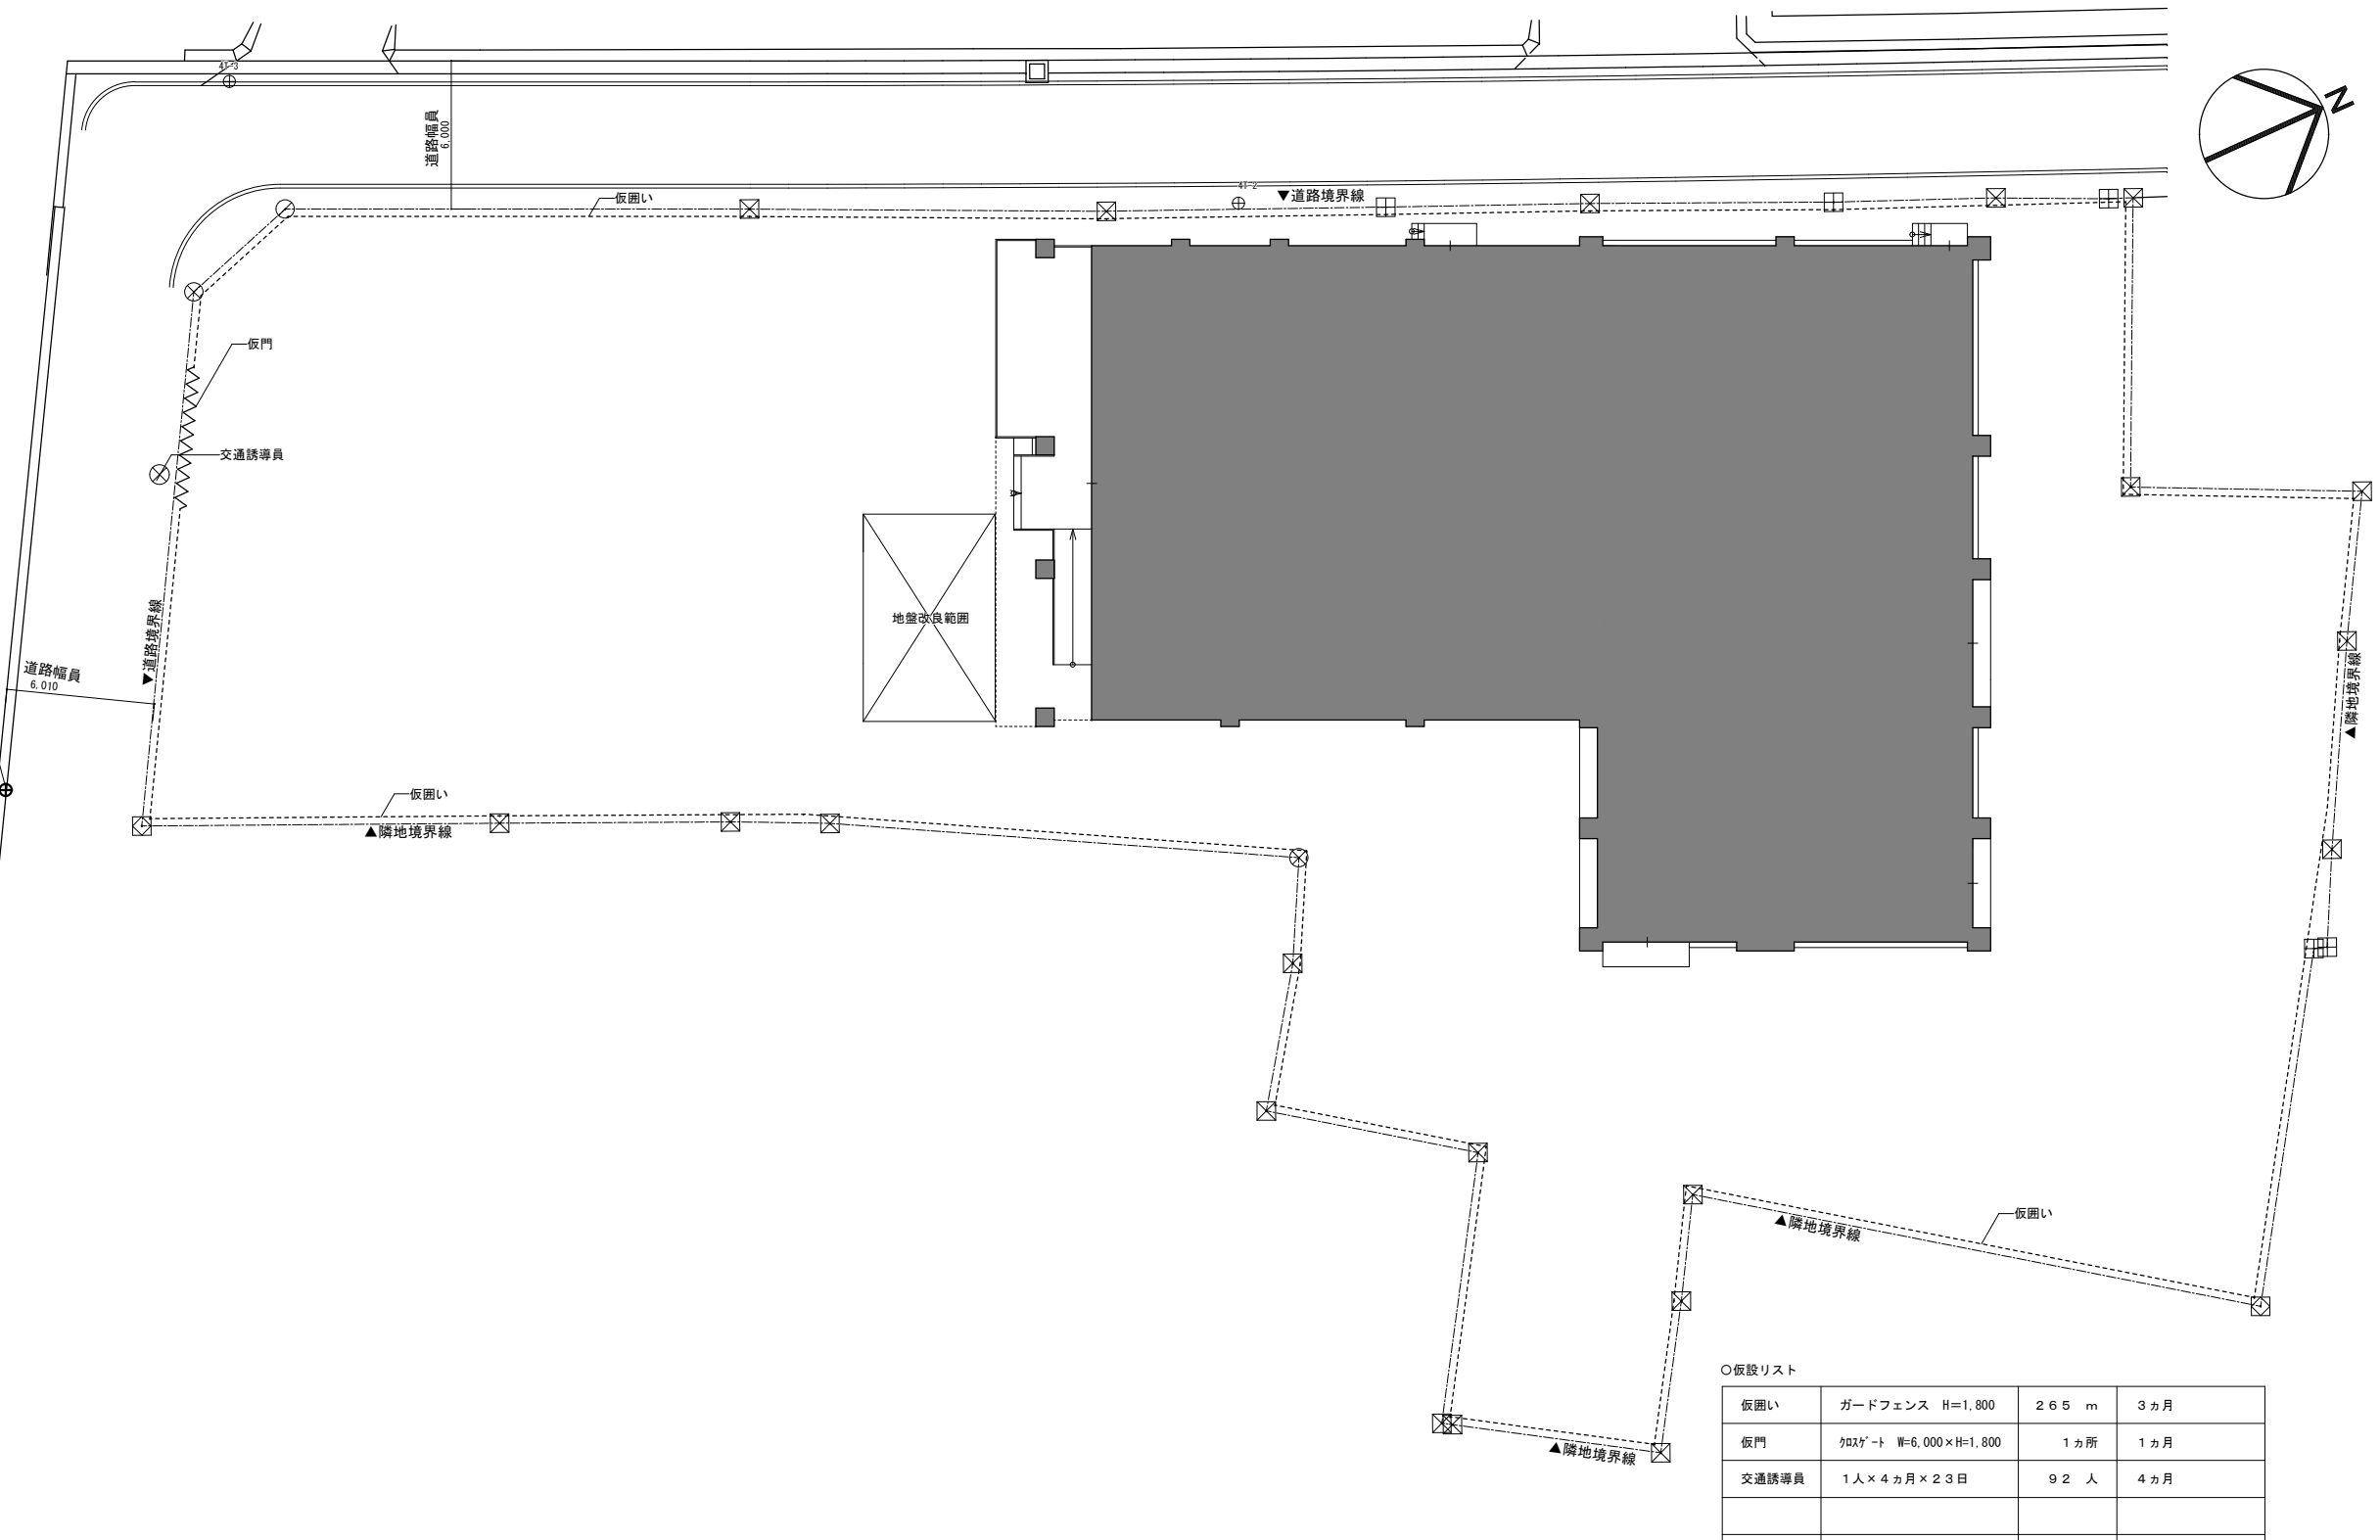 4T-3
道路幅員
6,000
N
仮囲い
4T-2
▼道路境界線
仮門
交通誘導員
地盤改良範囲
▼道路境界線
道路幅員
6,010
▲隣地境界線
仮囲い
▲隣地境界線
▲隣地境界線
仮囲い
▲隣地境界線
○仮設リスト
仮囲い ガードフェンス H=1,800 265 m 3ヵ月
仮門 ｸﾛｽｹﾞｰﾄ W=6,000×H=1,800 1ヵ所 1ヵ月
交通誘導員 1人×4ヵ月×23日 92 人 4ヵ月